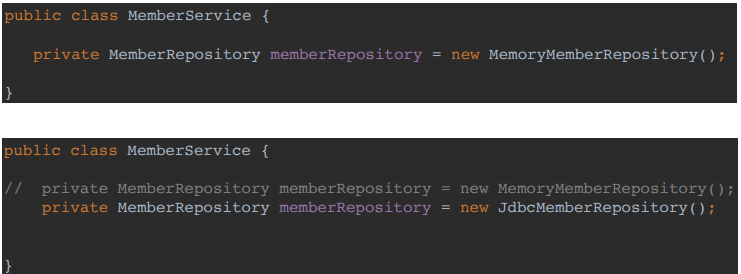 public class MemberService {
private MemberRepository memberRepository = new MemoryMemberRepository();
}
public class MemberService {
//  private MemberRepository memberRepository = new MemoryMemberRepository();
private MemberRepository memberRepository = new JdbcMemberRepository();
}